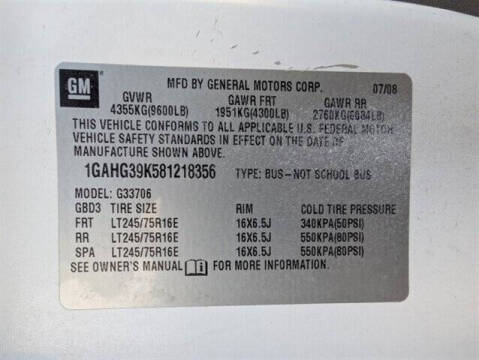 GM
MFD BY GENERAL MOTORS CORP. 07/08
GVWR GAWR FRT GAWR RR
4355KG(9600LB) 1951KG(4300LB) 2760KG(6084LB)
THIS VEHICLE CONFORMS TO ALL APPLICABLE U.S. FEDERAL MOTOR
VEHICLE SAFETY STANDARDS IN EFFECT ON THE DATE OF
MANUFACTURE SHOWN ABOVE.
1GAHG39K581218356 TYPE: BUS-NOT SCHOOL BUS
MODEL: G33706
GBD3 TIRE SIZE RIM COLD TIRE PRESSURE
FRT LT245/75R16E 16X6.5J 340KPA(50PSI)
RR LT245/75R16E 16X6.5J 550KPA(80PSI)
SPA LT245/75R16E 16X6.5J 550KPA(80PSI)
SEE OWNER'S MANUAL FOR MORE INFORMATION.